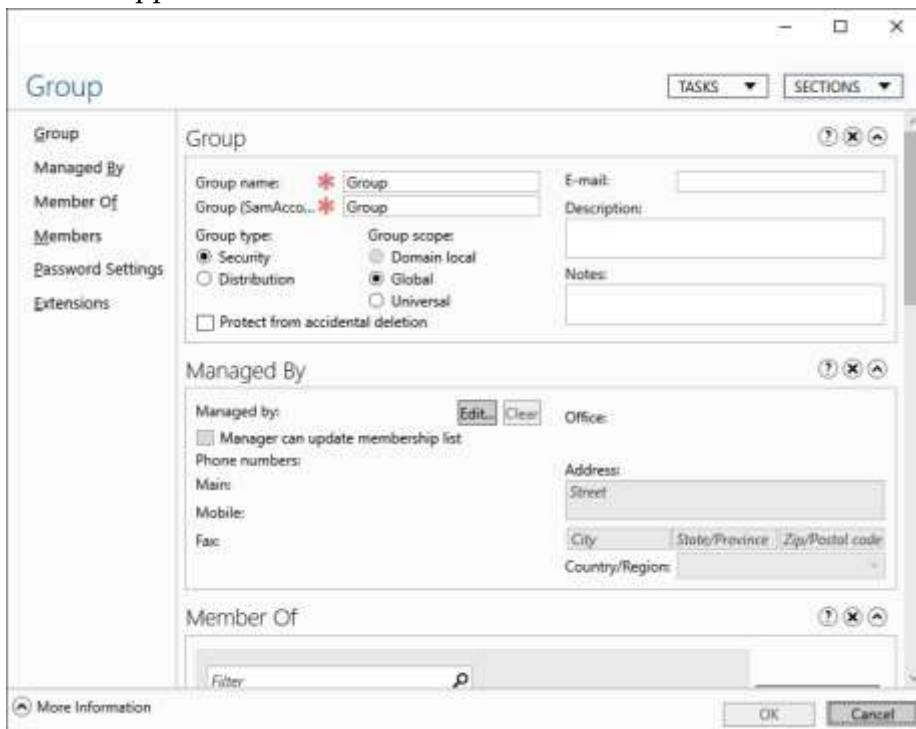 Group
TASKS
SECTIONS
Group
Managed By
Member Of
Members
Password Settings
Extensions
Group
Group name: * Group
Group (SamAcco... * Group
Group type:
Security
Distribution
Group scope:
Domain local
Global
Universal
Protect from accidental deletion
E-mail:
Description:
Notes:
Managed By
Managed by:
Edit...
Clear
Manager can update membership list
Phone numbers:
Main:
Mobile:
Fax:
Office:
Address:
Street
City
State/Province
Zip/Postal code
Country/Region:
Member Of
Filter
More Information
OK
Cancel